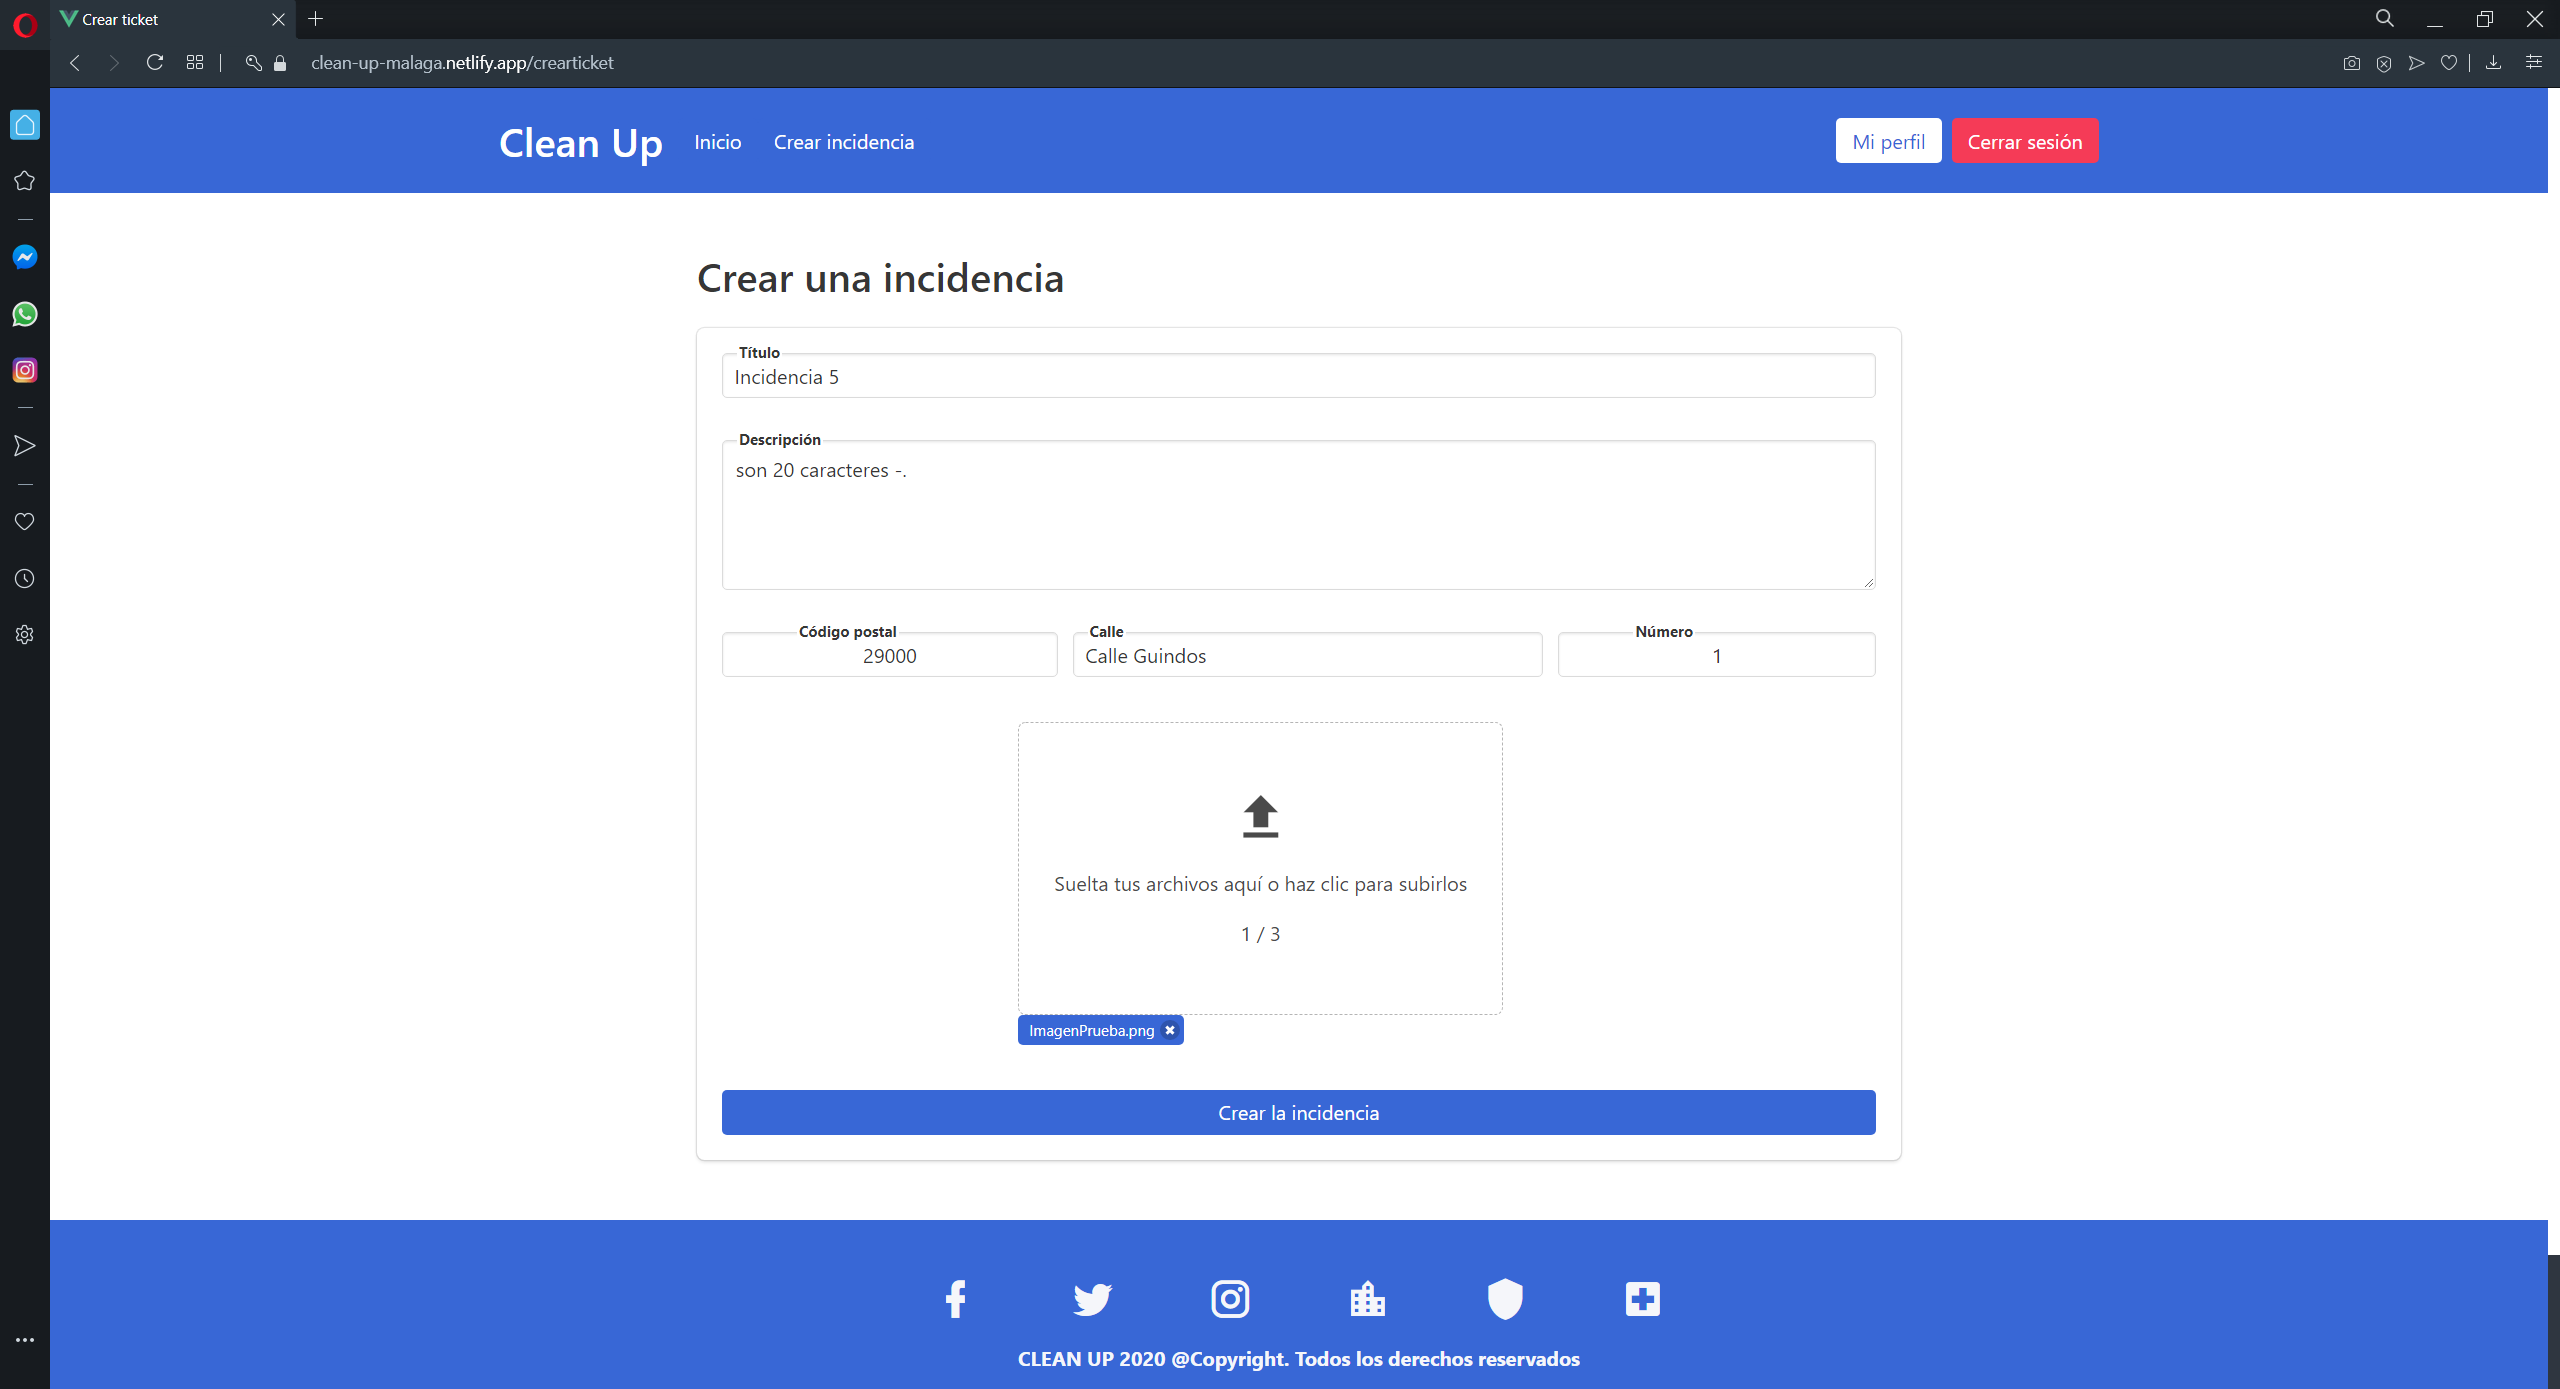 Crear ticket
clean-up-malaga.netlify.app/crearticket
Clean Up
Inicio
Crear incidencia
Mi perfil
Cerrar sesión
Crear una incidencia
Título
Incidencia 5
Descripción
son 20 caracteres -.
Código postal
29000
Calle
Calle Guindos
Número
1
Suelta tus archivos aquí o haz clic para subirlos
1 / 3
ImagenPrueba.png
Crear la incidencia
CLEAN UP 2020 @Copyright. Todos los derechos reservados